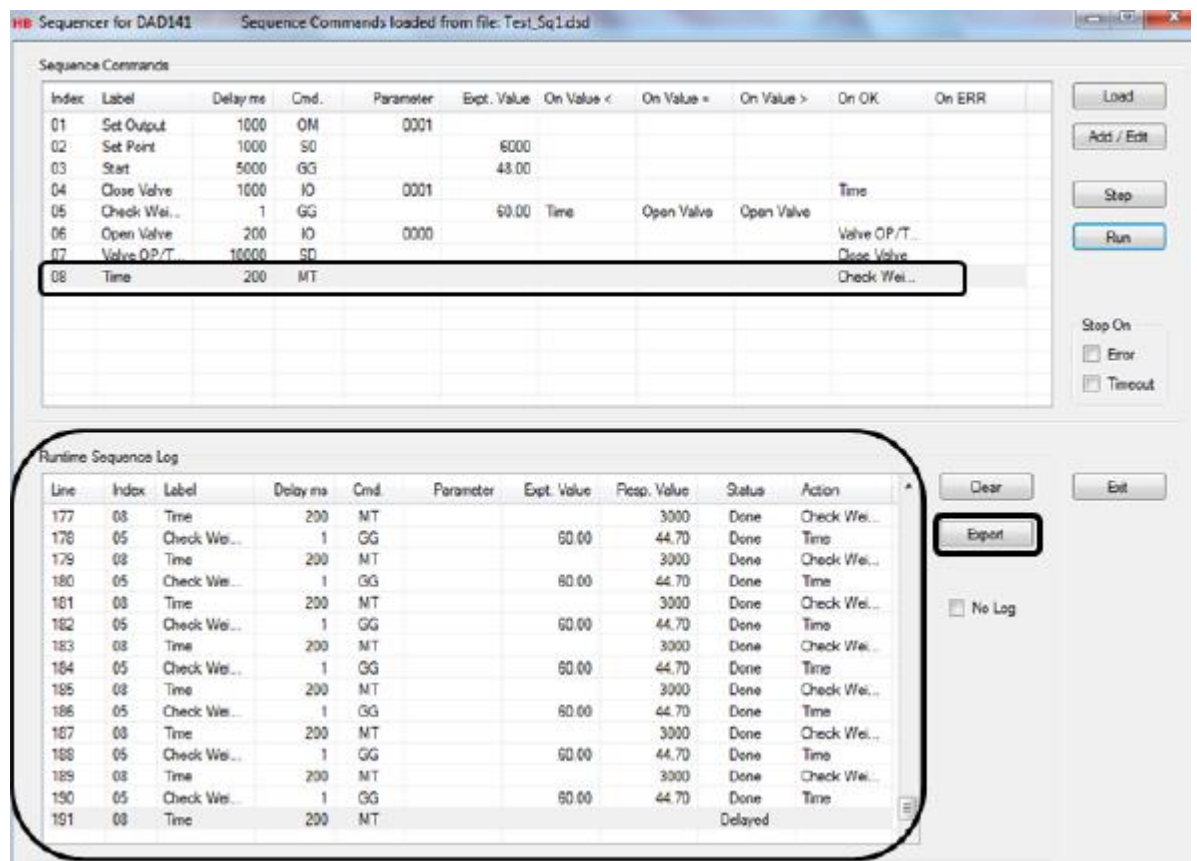 HB Sequencer for DAD141 Sequence Commands loaded from file: Test_Sq1.dsd
Sequence Commands
Index Label Delay ms Cmd. Parameter Expt. Value On Value < On Value = On Value > On OK On ERR
01 Set Output 1000 OM 0001
02 Set Point 1000 S0 6000
03 Start 5000 GG 48.00
04 Close Valve 1000 IO 0001 Time
05 Check Wei... 1 GG 60.00 Time Open Valve Open Valve
06 Open Valve 200 IO 0000 Valve OP/T...
07 Valve OP/T... 10000 SD Close Valve
08 Time 200 MT Check Wei...
Load
Add / Edit
Step
Run
Stop On
Error
Timeout
Runtime Sequence Log
Line Index Label Delay ms Cmd. Parameter Expt. Value Resp. Value Status Action
177 08 Time 200 MT 3000 Done Check Wei...
178 05 Check Wei... 1 GG 60.00 44.70 Done Time
179 08 Time 200 MT 3000 Done Check Wei...
180 05 Check Wei... 1 GG 60.00 44.70 Done Time
181 08 Time 200 MT 3000 Done Check Wei...
182 05 Check Wei... 1 GG 60.00 44.70 Done Time
183 08 Time 200 MT 3000 Done Check Wei...
184 05 Check Wei... 1 GG 60.00 44.70 Done Time
185 08 Time 200 MT 3000 Done Check Wei...
186 05 Check Wei... 1 GG 60.00 44.70 Done Time
187 08 Time 200 MT 3000 Done Check Wei...
188 05 Check Wei... 1 GG 60.00 44.70 Done Time
189 08 Time 200 MT 3000 Done Check Wei...
190 05 Check Wei... 1 GG 60.00 44.70 Done Time
191 08 Time 200 MT Delayed
Clear
Export
No Log
Exit